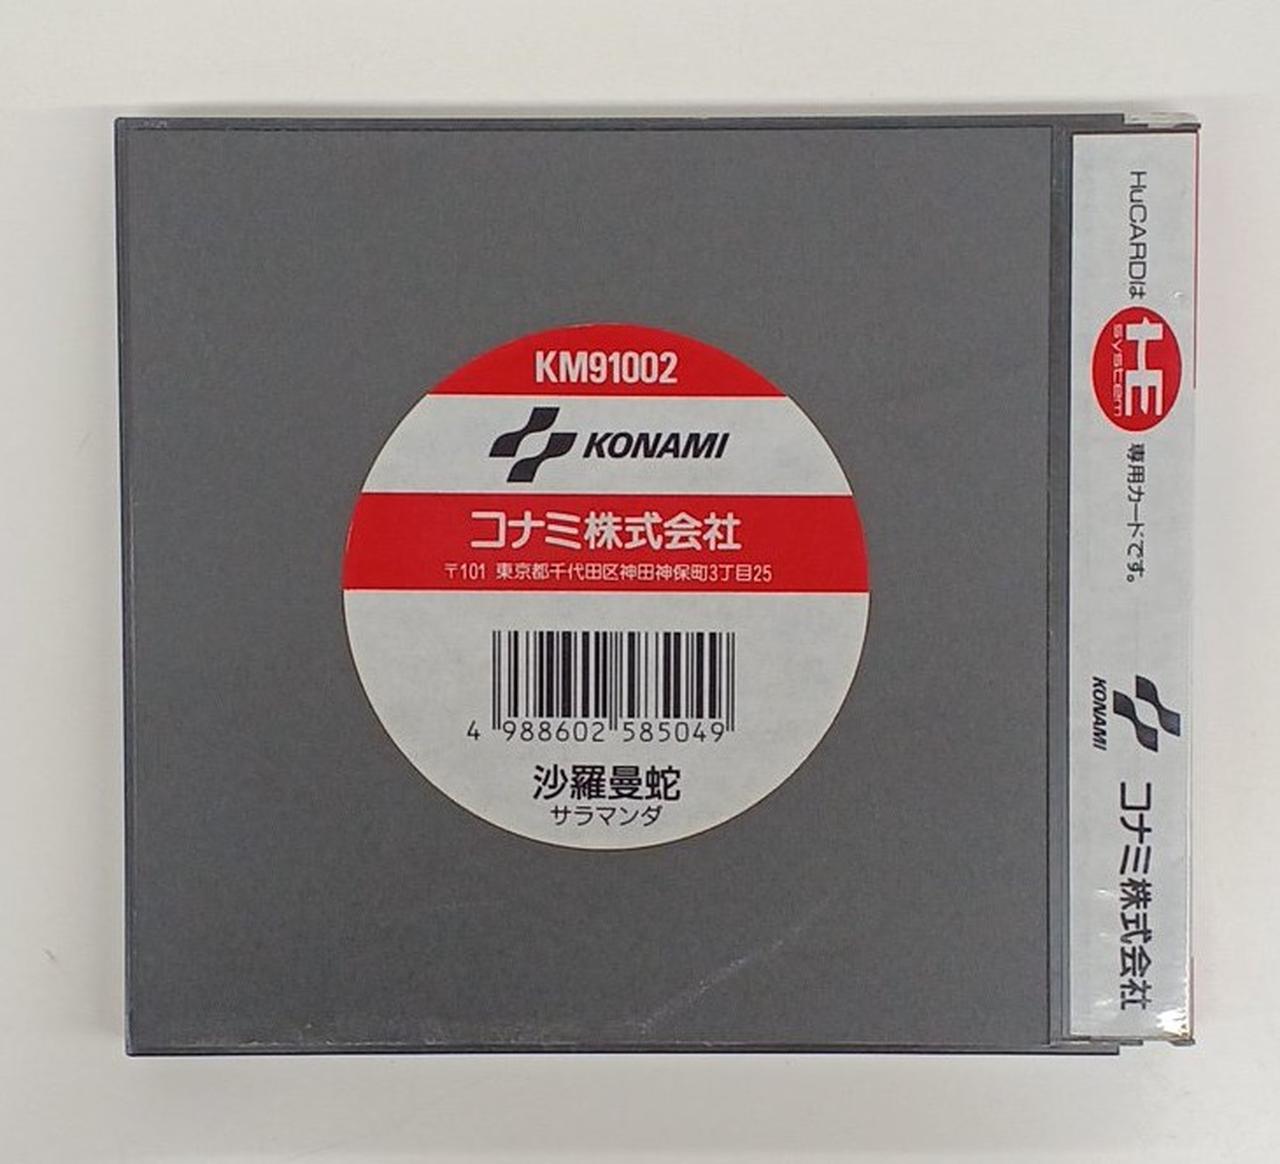 KM91002
KONAMI
コナミ株式会社
〒101 東京都千代田区神田神保町3丁目25
4 988602 585049
沙羅曼蛇
サラマンダ
HuCARDは
HE
system
専用カードです。
KONAMI
コナミ株式会社